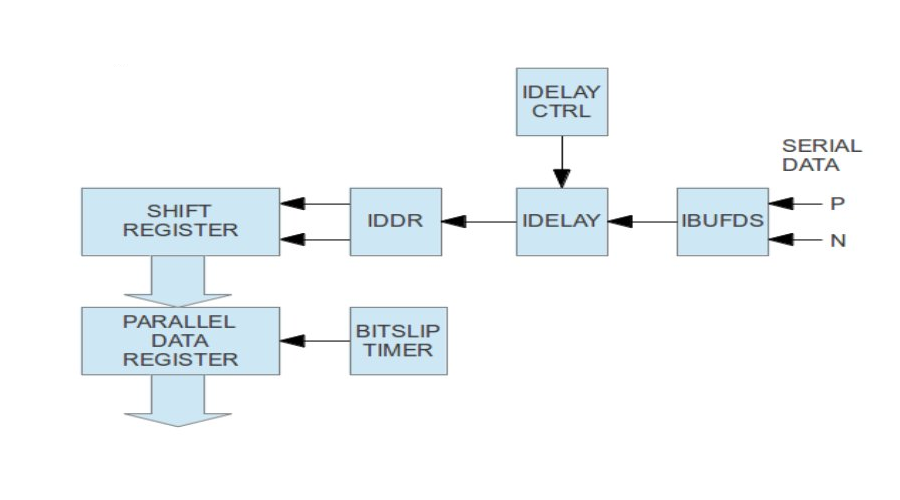 IDELAY
CTRL
SERIAL
DATA
SHIFT
REGISTER
IDDR
IDELAY
IBUFDS
P
N
PARALLEL
DATA
REGISTER
BITSLIP
TIMER